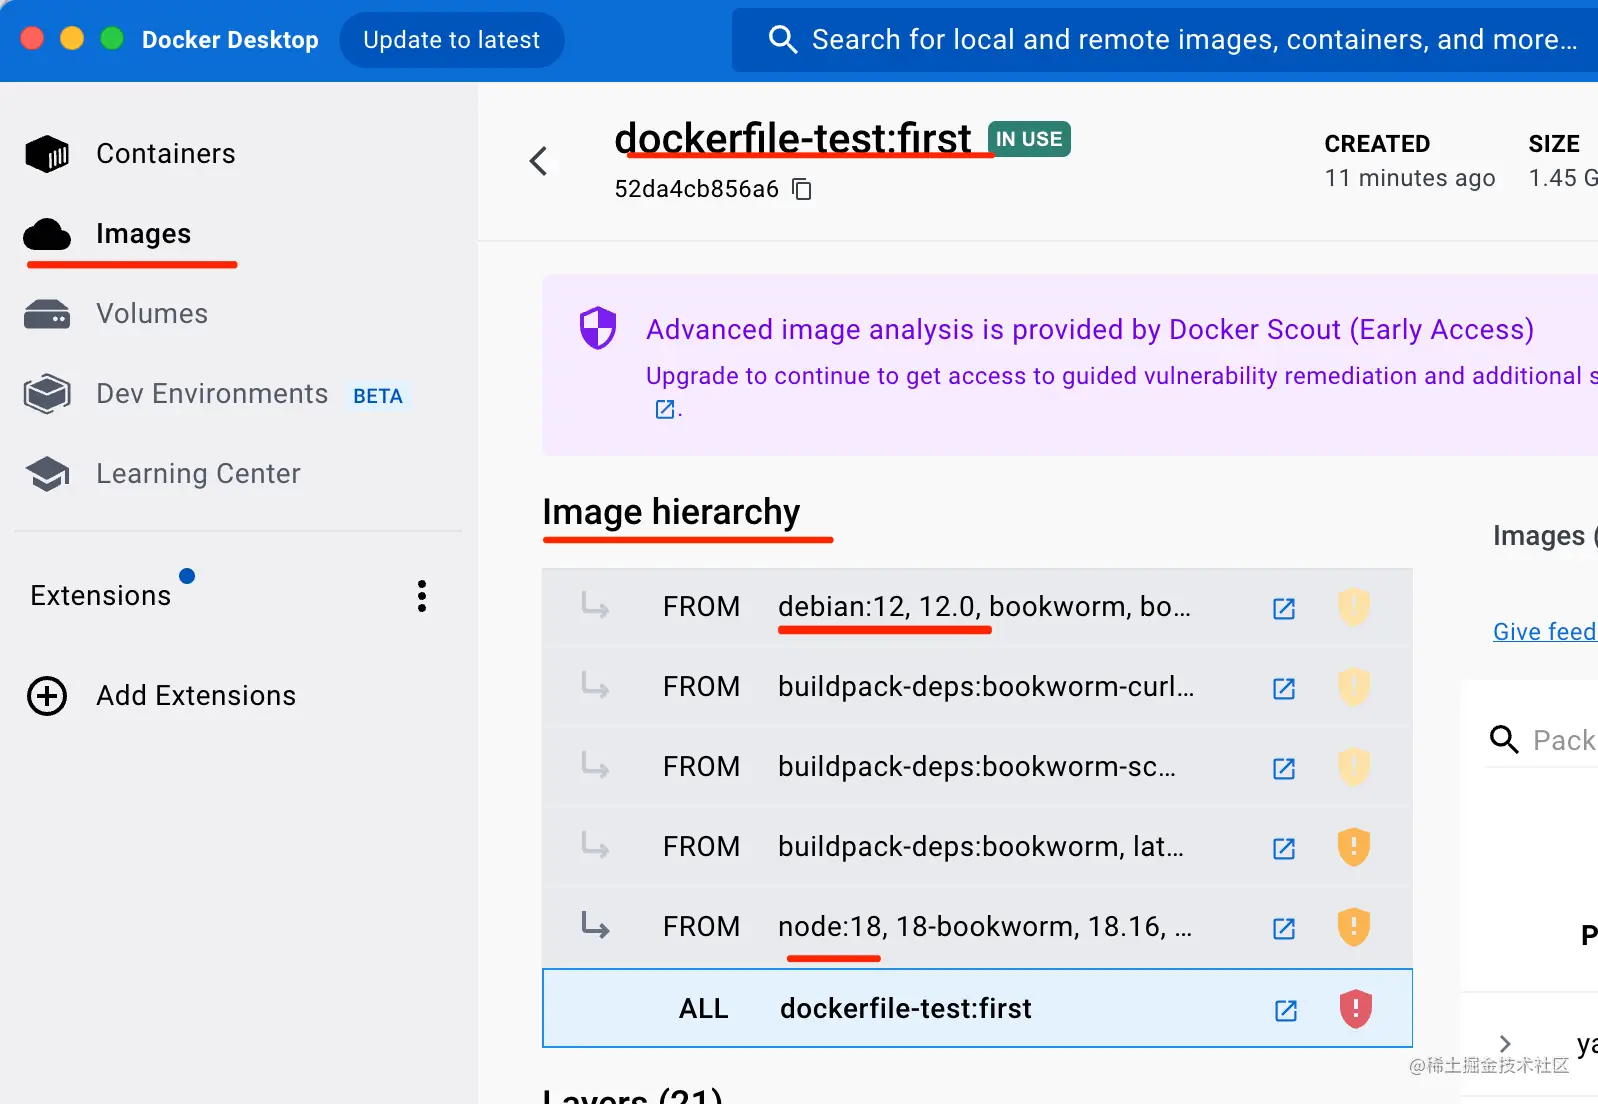 Docker Desktop
Update to latest
Search for local and remote images, containers, and more...
Containers
Images
Volumes
Dev Environments BETA
Learning Center
Extensions
Add Extensions
dockerfile-test:first IN USE
52da4cb856a6
CREATED
11 minutes ago
SIZE
1.45 G
Advanced image analysis is provided by Docker Scout (Early Access)
Upgrade to continue to get access to guided vulnerability remediation and additional s
.
Image hierarchy
FROM debian:12, 12.0, bookworm, bo...
FROM buildpack-deps:bookworm-curl...
FROM buildpack-deps:bookworm-sc...
FROM buildpack-deps:bookworm, lat...
FROM node:18, 18-bookworm, 18.16, ...
ALL dockerfile-test:first
Layers (21)
Images (
Give feed
Pack
P
ya
@稀土掘金技术社区